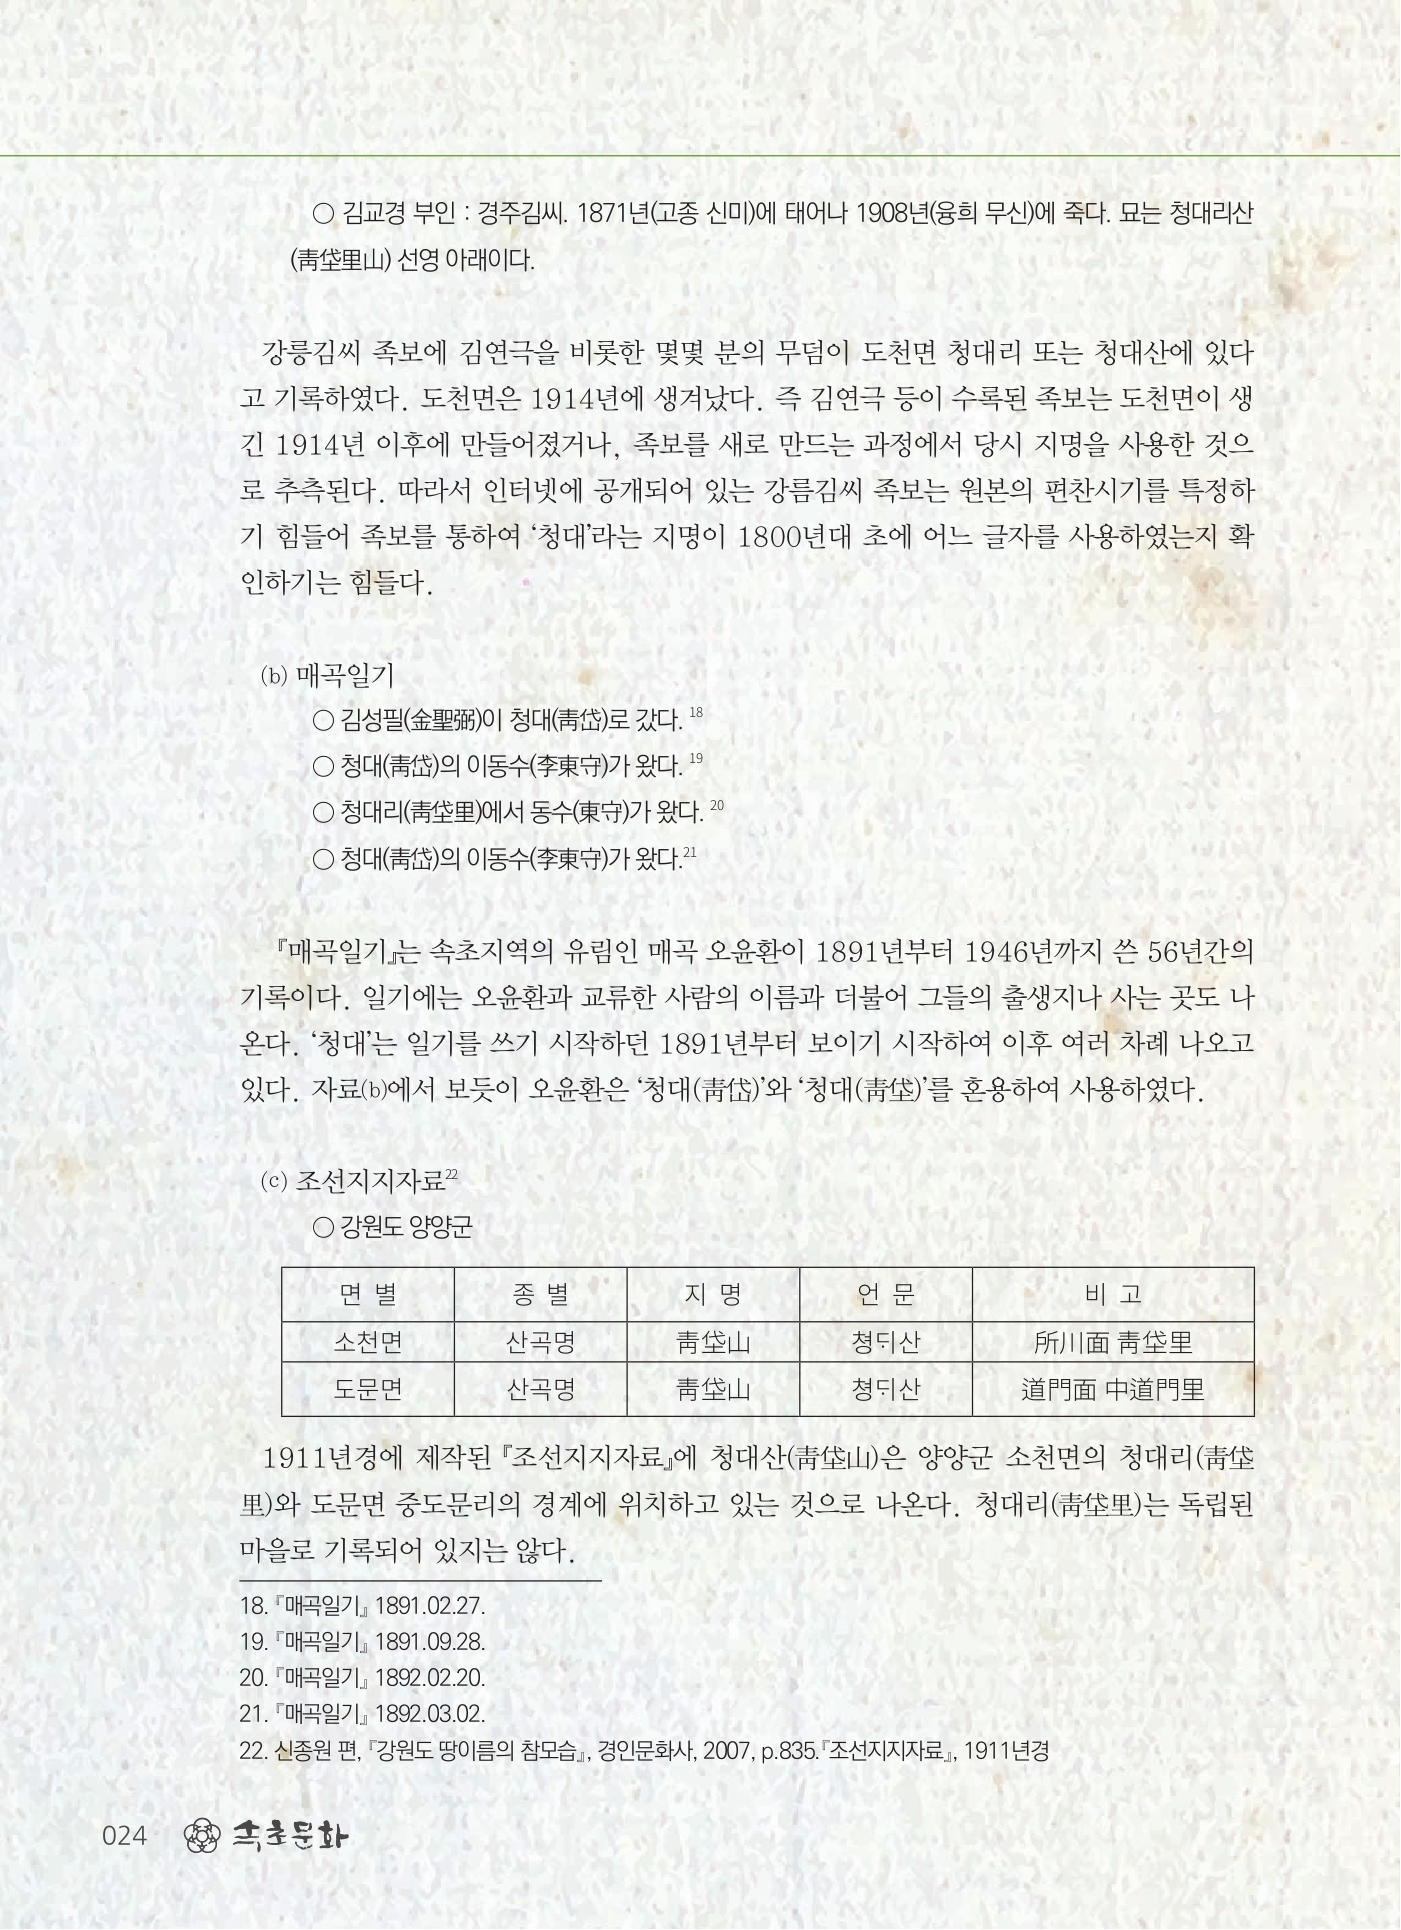 ○ 김교경 부인 : 경주김씨. 1871년(고종 신미)에 태어나 1908년(융희 무신)에 죽다. 묘는 청대리산
(靑垈里山) 선영 아래이다.
강릉김씨 족보에 김연극을 비롯한 몇몇 분의 무덤이 도천면 청대리 또는 청대산에 있다
고 기록하였다. 도천면은 1914년에 생겨났다. 즉 김연극 등이 수록된 족보는 도천면이 생
긴 1914년 이후에 만들어졌거나, 족보를 새로 만드는 과정에서 당시 지명을 사용한 것으
로 추측된다. 따라서 인터넷에 공개되어 있는 강름김씨 족보는 원본의 편찬시기를 특정하
기 힘들어 족보를 통하여 ‘청대’라는 지명이 1800년대 초에 어느 글자를 사용하였는지 확
인하기는 힘들다.
(b) 매곡일기
○ 김성필(金聖弼)이 청대(靑岱)로 갔다. 18
○ 청대(靑岱)의 이동수(李東守)가 왔다. 19
○ 청대리(靑垈里)에서 동수(東守)가 왔다. 20
○ 청대(靑岱)의 이동수(李東守)가 왔다.21
『매곡일기』는 속초지역의 유림인 매곡 오윤환이 1891년부터 1946년까지 쓴 56년간의
기록이다. 일기에는 오윤환과 교류한 사람의 이름과 더불어 그들의 출생지나 사는 곳도 나
온다. ‘청대’는 일기를 쓰기 시작하던 1891년부터 보이기 시작하여 이후 여러 차례 나오고
있다. 자료(b)에서 보듯이 오윤환은 ‘청대(靑岱)’와 ‘청대(靑垈)’를 혼용하여 사용하였다.
(c) 조선지지자료22
○ 강원도 양양군
면 별 종 별 지 명 언 문 비 고
소천면 산곡명 靑垈山 쳥ᄃᆡ산 所川面 靑垈里
도문면 산곡명 靑垈山 쳥ᄃᆡ산 道門面 中道門里
1911년경에 제작된 『조선지지자료』에 청대산(靑垈山)은 양양군 소천면의 청대리(靑垈
里)와 도문면 중도문리의 경계에 위치하고 있는 것으로 나온다. 청대리(靑垈里)는 독립된
마을로 기록되어 있지는 않다.
18. 『매곡일기』 1891.02.27.
19. 『매곡일기』 1891.09.28.
20. 『매곡일기』 1892.02.20.
21. 『매곡일기』 1892.03.02.
22. 신종원 편, 『강원도 땅이름의 참모습』, 경인문화사, 2007, p.835.『조선지지자료』, 1911년경
024 속초문화